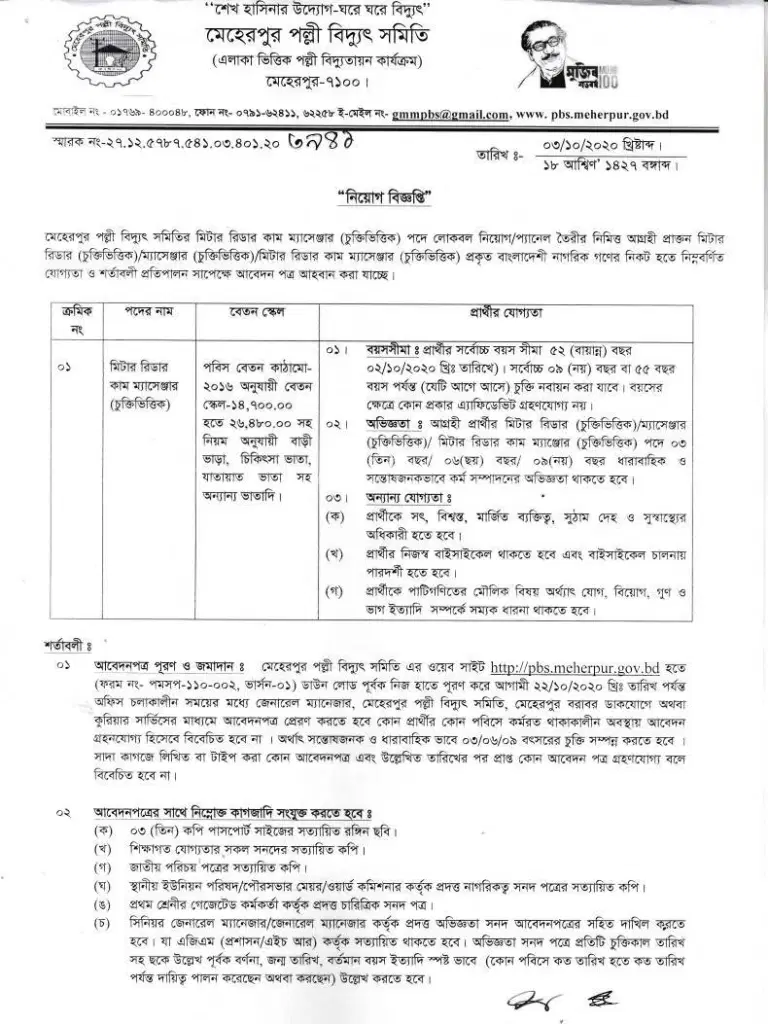 "শেখ হাসিনার উদ্যোগ-ঘরে ঘরে বিদ্যুৎ"
মেহেরপুর পল্লী বিদ্যুৎ সমিতি
(এলাকা ভিত্তিক পল্লী বিদ্যুতায়ন কার্যক্রম)
মেহেরপুর-৭১০০।
মেহেরপুর পল্লী বিদ্যুৎ সমিতি
মুজিব শতবর্ষ 100
মোবাইল নং - ০১৭৬৯- ৪০০০৪৮, ফোন নং- ০৭৯১-৬২৪১১, ৬২২৫৮ ই-মেইল নং- gmmpbs@gmail.com, www. pbs.meherpur.gov.bd
স্মারক নং-২৭.১২.৫৭৮৭.৫৪১.০৩.৪০১.২০
তারিখ ঃ- ০৩/১০/২০২০ খ্রিষ্টাব্দ।
১৮ আশ্বিণ' ১৪২৭ বঙ্গাব্দ।
"নিয়োগ বিজ্ঞপ্তি"
মেহেরপুর পল্লী বিদ্যুৎ সমিতির মিটার রিডার কাম ম্যাসেঞ্জার (চুক্তিভিত্তিক) পদে লোকবল নিয়োগ/প্যানেল তৈরীর নিমিত্ত আগ্রহী প্রাক্তন মিটার
রিডার (চুক্তিভিত্তিক)/ম্যাসেঞ্জার (চুক্তিভিত্তিক)/মিটার রিডার কাম ম্যাসেঞ্জার (চুক্তিভিত্তিক) প্রকৃত বাংলাদেশী নাগরিক গণের নিকট হতে নিম্নবর্ণিত
যোগ্যতা ও শর্তাবলী প্রতিপালন সাপেক্ষে আবেদন পত্র আহবান করা যাচ্ছে।
ক্রমিক নং
পদের নাম
বেতন স্কেল
প্রার্থীর যোগ্যতা
০১
মিটার রিডার
কাম ম্যাসেঞ্জার
(চুক্তিভিত্তিক)
পবিস বেতন কাঠামো-
২০১৬ অনুযায়ী বেতন
স্কেল-১৪,৭০০.০০
হতে ২৬,৪৮০.০০ সহ
নিয়ম অনুযায়ী বাড়ী
ভাড়া, চিকিৎসা ভাতা,
যাতায়াত ভাতা সহ
অন্যান্য ভাতাদি।
০১। বয়সসীমা ঃ প্রার্থীর সর্বোচ্চ বয়স সীমা ৫২ (বায়ান্ন) বছর
০২/১০/২০২০ খ্রিঃ তারিখে)। সর্বোচ্চ ০৯ (নয়) বছর বা ৫৫ বছর
বয়স পর্যন্ত (যেটি আগে আসে) চুক্তি নবায়ন করা যাবে। বয়সের
ক্ষেত্রে কোন প্রকার এ্যাফিডেভিট গ্রহণযোগ্য নয়।
০২। অভিজ্ঞতা ঃ আগ্রহী প্রার্থীর মিটার রিডার (চুক্তিভিত্তিক)/ম্যাসেঞ্জার
(চুক্তিভিত্তিক)/ মিটার রিডার কাম ম্যাঞ্জোর (চুক্তিভিত্তিক) পদে ০৩
(তিন) বছর/ ০৬(ছয়) বছর/ ০৯(নয়) বছর ধারাবাহিক ও
সন্তোষজনকভাবে কর্ম সম্পাদনের অভিজ্ঞতা থাকতে হবে।
০৩। অন্যান্য যোগ্যতা ঃ
(ক) প্রার্থীকে সৎ, বিশ্বস্ত, মার্জিত ব্যক্তিত্ব, সুঠাম দেহ ও সুস্বাস্থ্যের
অধিকারী হতে হবে।
(খ) প্রার্থীর নিজস্ব বাইসাইকেল থাকতে হবে এবং বাইসাইকেল চালনায়
পারদর্শী হতে হবে।
(গ) প্রার্থীকে পাটিগণিতের মৌলিক বিষয় অর্থ্যাৎ যোগ, বিয়োগ, গুণ ও
ভাগ ইত্যাদি সম্পর্কে সম্যক ধারনা থাকতে হবে।
শর্তাবলী ঃ
০১ আবেদনপত্র পূরণ ও জমাদান ঃ মেহেরপুর পল্লী বিদ্যুৎ সমিতি এর ওয়েব সাইট http://pbs.meherpur.gov.bd হতে
(ফরম নং- পমসপ-১১০-০০২, ভার্সন-০১) ডাউন লোড পূর্বক নিজ হাতে পূরণ করে আগামী ২২/১০/২০২০ খ্রিঃ তারিখ পর্যন্ত
অফিস চলাকালীন সময়ের মধ্যে জেনারেল ম্যানেজার, মেহেরপুর পল্লী বিদ্যুৎ সমিতি, মেহেরপুর বরাবর ডাকযোগে অথবা
কুরিয়ার সার্ভিসের মাধ্যমে আবেদনপত্র প্রেরণ করতে হবে কোন প্রার্থীর কোন পবিসে কর্মরত থাকাকালীন অবস্থায় আবেদন
গ্রহনযোগ্য হিসেবে বিবেচিত হবে না । অর্থাৎ সন্তোষজনক ও ধারাবাহিক ভাবে ০৩/০৬/০৯ বৎসরের চুক্তি সম্পন্ন করতে হবে ।
সাদা কাগজে লিখিত বা টাইপ করা কোন আবেদনপত্র এবং উল্লেখিত তারিখের পর প্রাপ্ত কোন আবেদন পত্র গ্রহণযোগ্য বলে
বিবেচিত হবে না।
০২ আবেদনপত্রের সাথে নিম্নোক্ত কাগজাদি সংযুক্ত করতে হবে ঃ
(ক) ০৩ (তিন) কপি পাসপোর্ট সাইজের সত্যায়িত রঙ্গিন ছবি।
(খ) শিক্ষাগত যোগ্যতার সকল সনদের সত্যায়িত কপি।
(গ) জাতীয় পরিচয় পত্রের সত্যায়িত কপি।
(ঘ) স্থানীয় ইউনিয়ন পরিষদ/পৌরসভার মেয়র/ওয়ার্ড কমিশনার কর্তৃক প্রদত্ত নাগরিকত্ব সনদ পত্রের সত্যায়িত কপি।
(ঙ) প্রথম শ্রেনীর গেজেটেড কর্মকর্তা কর্তৃক প্রদত্ত চারিত্রিক সনদ পত্র।
(চ) সিনিয়র জেনারেল ম্যানেজার/জেনারেল ম্যানেজার কর্তৃক প্রদত্ত অভিজ্ঞতা সনদ আবেদনপত্রের সহিত দাখিল করতে
হবে। যা এজিএম (প্রশাসন/এইচ আর) কর্তৃক সত্যায়িত থাকতে হবে। অভিজ্ঞতা সনদ পত্রে প্রতিটি চুক্তিকাল তারিখ
সহ ছকে উল্লেখ পূর্বক বর্ণনা, জন্ম তারিখ, বর্তমান বয়স ইত্যাদি স্পষ্ট ভাবে (কোন পবিসে কত তারিখ হতে কত তারিখ
পর্যন্ত দায়িত্ব পালন করেছেন অথবা করছেন) উল্লেখ করতে হবে।